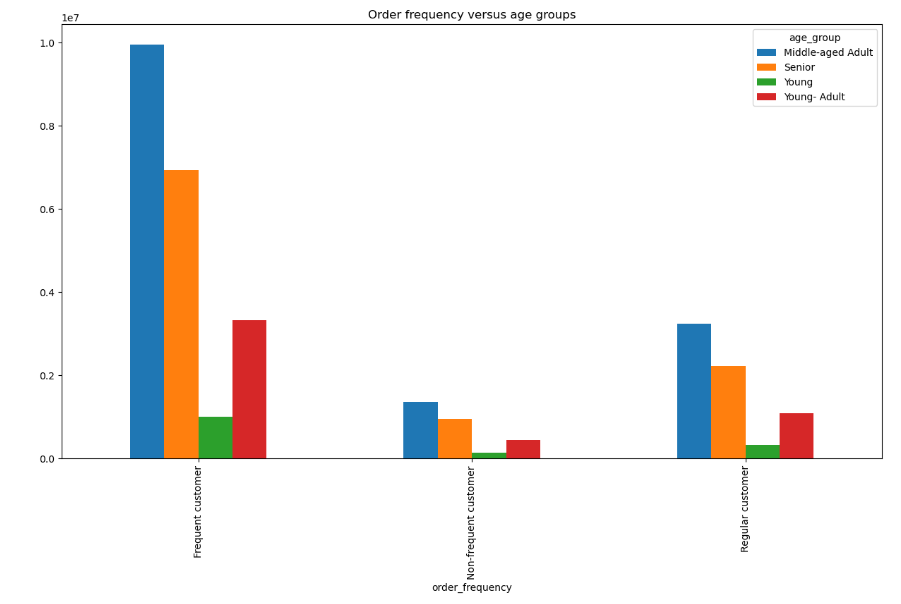 Order frequency versus age groups
1e7
1.0
0.8
0.6
0.4
0.2
0.0
age_group
Middle-aged Adult
Senior
Young
Young- Adult
Frequent customer
Non-frequent customer
Regular customer
order_frequency